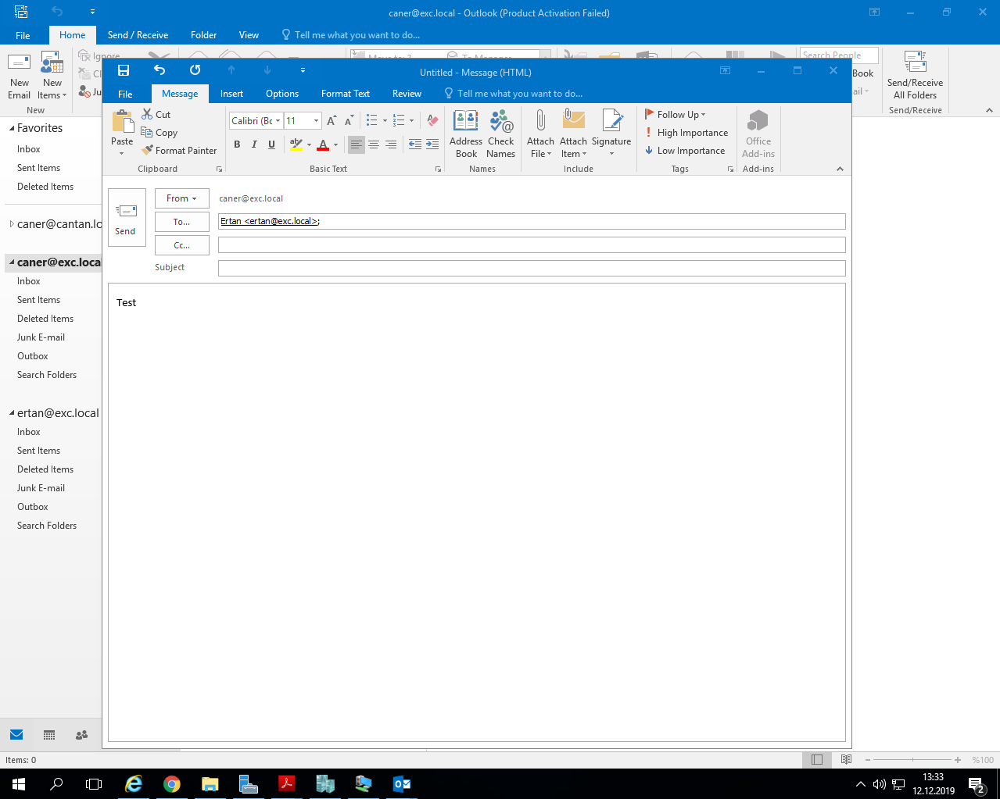 caner@exc.local - Outlook (Product Activation Failed)
File
Home
Send / Receive
Folder
View
Tell me what you want to do...
New
Email
New
Items
New
Ignore
Move to: ?
To Manager
Search People
Book
Send/Receive
All Folders
Send/Receive
Favorites
Inbox
Sent Items
Deleted Items
caner@cantan.lo
caner@exc.loca
Inbox
Sent Items
Deleted Items
Junk E-mail
Outbox
Search Folders
ertan@exc.local
Inbox
Sent Items
Deleted Items
Junk E-mail
Outbox
Search Folders
Untitled - Message (HTML)
File
Message
Insert
Options
Format Text
Review
Tell me what you want to do...
Paste
Cut
Copy
Format Painter
Clipboard
Calibri (Bc
11
B I U
Basic Text
Address
Book
Check
Names
Names
Attach
File
Attach
Item
Signature
Include
Follow Up
High Importance
Low Importance
Tags
Office
Add-ins
Add-ins
Send
From
caner@exc.local
To...
Ertan <ertan@exc.local>;
Cc...
Subject
Test
Items: 0
%100
13:33
12.12.2019
2